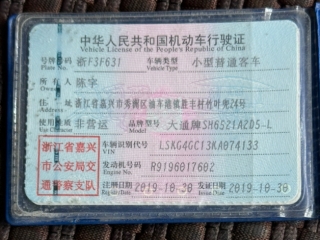 中华人民共和国机动车行驶证
Vehicle License of the People's Republic of China
号牌号码 浙F3F631 车辆类型 小型普通客车
Plate No. Vehicle Type
所有人 陈宇
Owner
住 址 浙江省嘉兴市秀洲区油车港镇胜丰村竹叶兜24号
Address
使用性质 非营运 品牌型号 大通牌SH6521A2D5-L
Use Character Model
浙江省嘉兴
市公安局交
通警察支队
车辆识别代号 LSKG4GC13KA074133
VIN
发动机号码 R9196017602
Engine No.
注册日期 2019-10-30 发证日期 2019-10-30
Register Date Issue Date